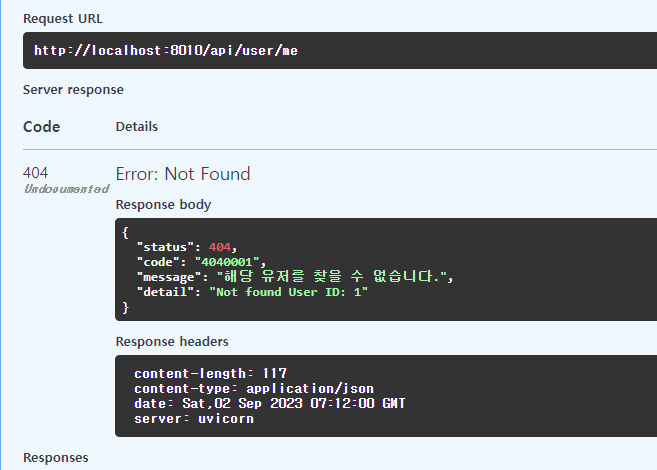 Request URL
http://localhost:8010/api/user/me
Server response
Code Details
404 Error: Not Found
Undocumented
Response body
{
"status": 404,
"code": "4040001",
"message": "해당 유저를 찾을 수 없습니다.",
"detail": "Not found User ID: 1"
}
Response headers
content-length: 117
content-type: application/json
date: Sat,02 Sep 2023 07:12:00 GMT
server: uvicorn
Responses